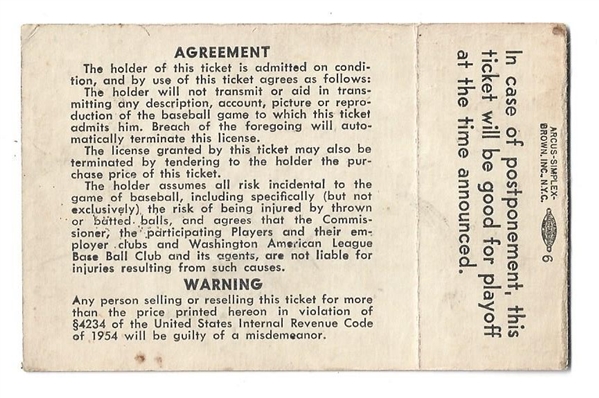 AGREEMENT
The holder of this ticket is admitted on condi-
tion, and by use of this ticket agrees as follows:
The holder will not transmit or aid in trans-
mitting any description, account, picture or repro-
duction of the baseball game to which this ticket
admits him. Breach of the foregoing will auto-
matically terminate this license.
The license granted by this ticket may also be
terminated by tendering to the holder the pur-
chase price of this ticket.
The holder assumes all risk incidental to the
game of baseball, including specifically (but not
exclusively) the risk of being injured by thrown
or batted balls, and agrees that the Commis-
sioner, the participating Players and their em-
ployer clubs and Washington American League
Base Ball Club and its agents, are not liable for
injuries resulting from such causes.
WARNING
Any person selling or reselling this ticket for more
than the price printed hereon in violation of
§4234 of the United States Internal Revenue Code
of 1954 will be guilty of a misdemeanor.
In case of postponement, this
ticket will be good for playoff
at the time announced.
ARCUS-SIMPLEX-
BROWN, INC. N.Y.C.
6